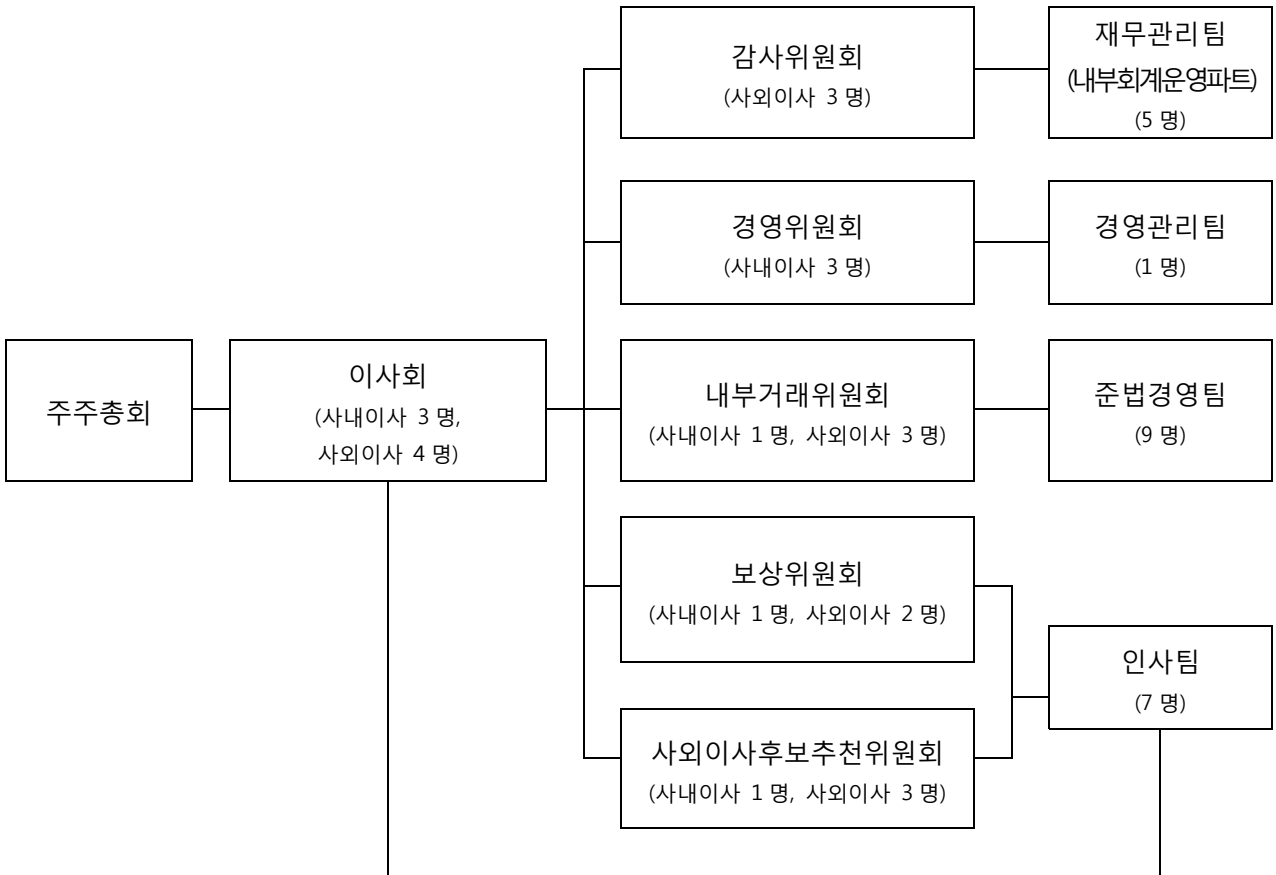 감사위원회
(사외이사 3 명)
재무관리팀
(내부회계운영파트)
(5 명)
경영위원회
(사내이사 3 명)
경영관리팀
(1 명)
주주총회
이사회
(사내이사 3 명,
사외이사 4 명)
내부거래위원회
(사내이사 1 명, 사외이사 3 명)
준법경영팀
(9 명)
보상위원회
(사내이사 1 명, 사외이사 2 명)
인사팀
(7 명)
사외이사후보추천위원회
(사내이사 1 명, 사외이사 3 명)